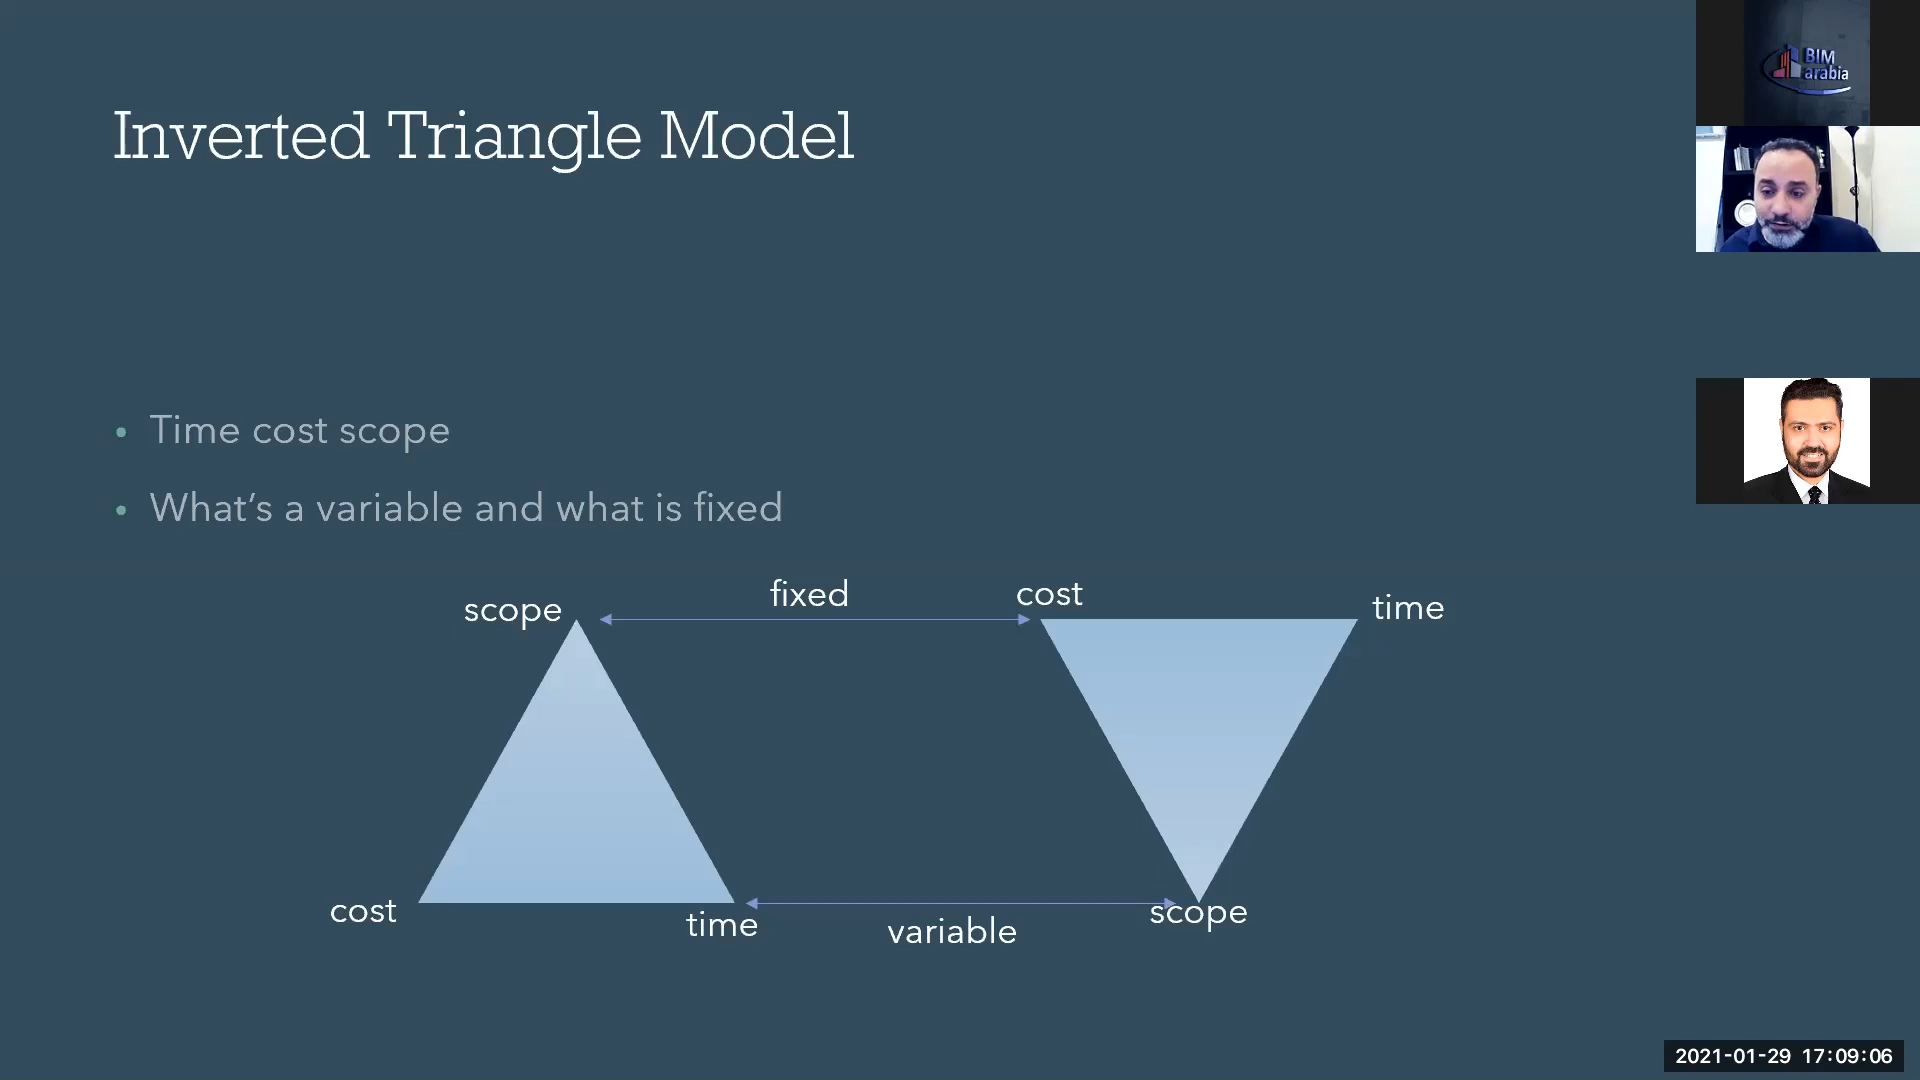 Inverted Triangle Model
BIM
arabia
• Time cost scope
• What’s a variable and what is fixed
fixed
cost
scope
time
cost
time
variable
scope
2021-01-29 17:09:06